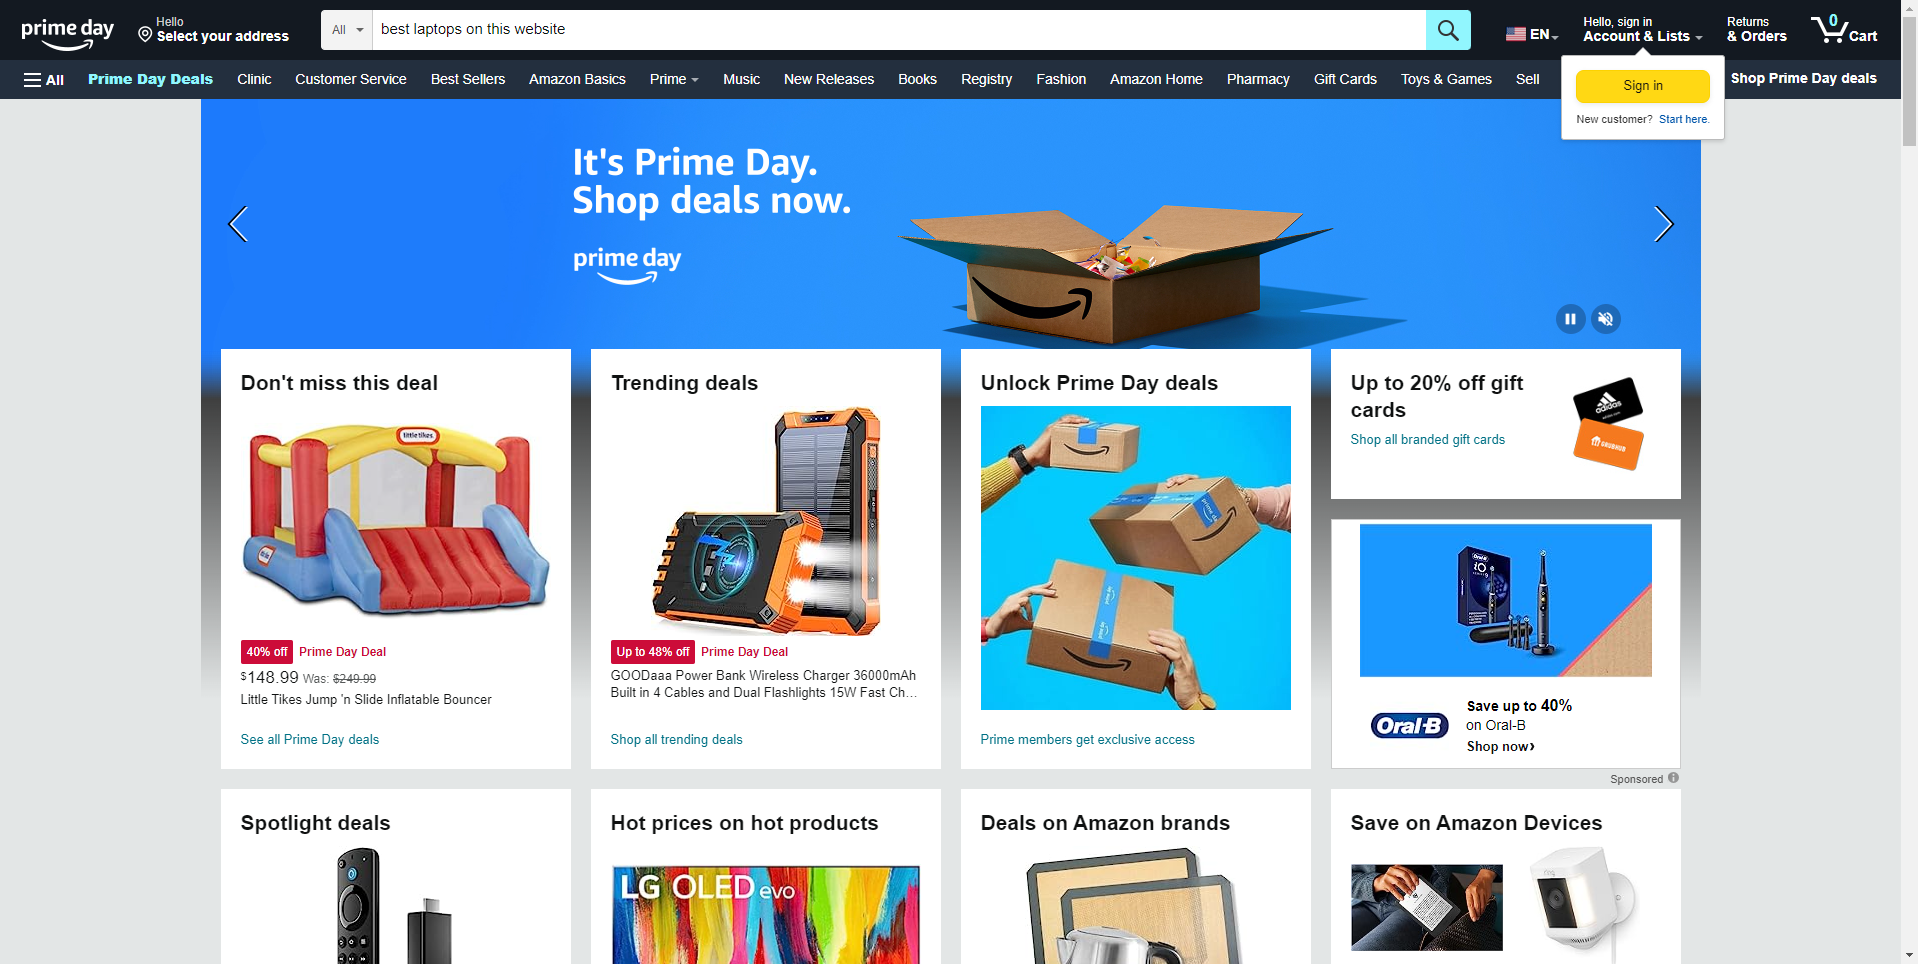 prime day
Hello
Select your address
All
best laptops on this website
EN
Hello, sign in
Account & Lists
Returns
& Orders
0
Cart
All
Prime Day Deals
Clinic
Customer Service
Best Sellers
Amazon Basics
Prime
Music
New Releases
Books
Registry
Fashion
Amazon Home
Pharmacy
Gift Cards
Toys & Games
Sell
Shop Prime Day deals
Sign in
New customer? Start here.
It's Prime Day.
Shop deals now.
prime day
Don't miss this deal
little tikes
40% off Prime Day Deal
$148.99 Was: $249.99
Little Tikes Jump 'n Slide Inflatable Bouncer
See all Prime Day deals
Trending deals
Up to 48% off Prime Day Deal
GOODaaa Power Bank Wireless Charger 36000mAh
Built in 4 Cables and Dual Flashlights 15W Fast Ch…
Shop all trending deals
Unlock Prime Day deals
Prime members get exclusive access
Up to 20% off gift
cards
Shop all branded gift cards
adidas
GRUBHUB
Oral-B
iO
Oral-B
Save up to 40%
on Oral-B
Shop now›
Sponsored
Spotlight deals
Hot prices on hot products
LG OLED evo
Deals on Amazon brands
Save on Amazon Devices
ring